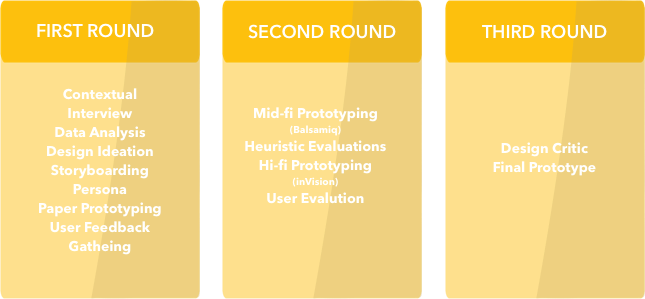 FIRST ROUND
Contextual
Interview
Data Analysis
Design Ideation
Storyboarding
Persona
Paper Prototyping
User Feedback
Gatheing
SECOND ROUND
Mid-fi Prototyping
(Balsamiq)
Heuristic Evaluations
Hi-fi Prototyping
(inVision)
User Evalution
THIRD ROUND
Design Critic
Final Prototype